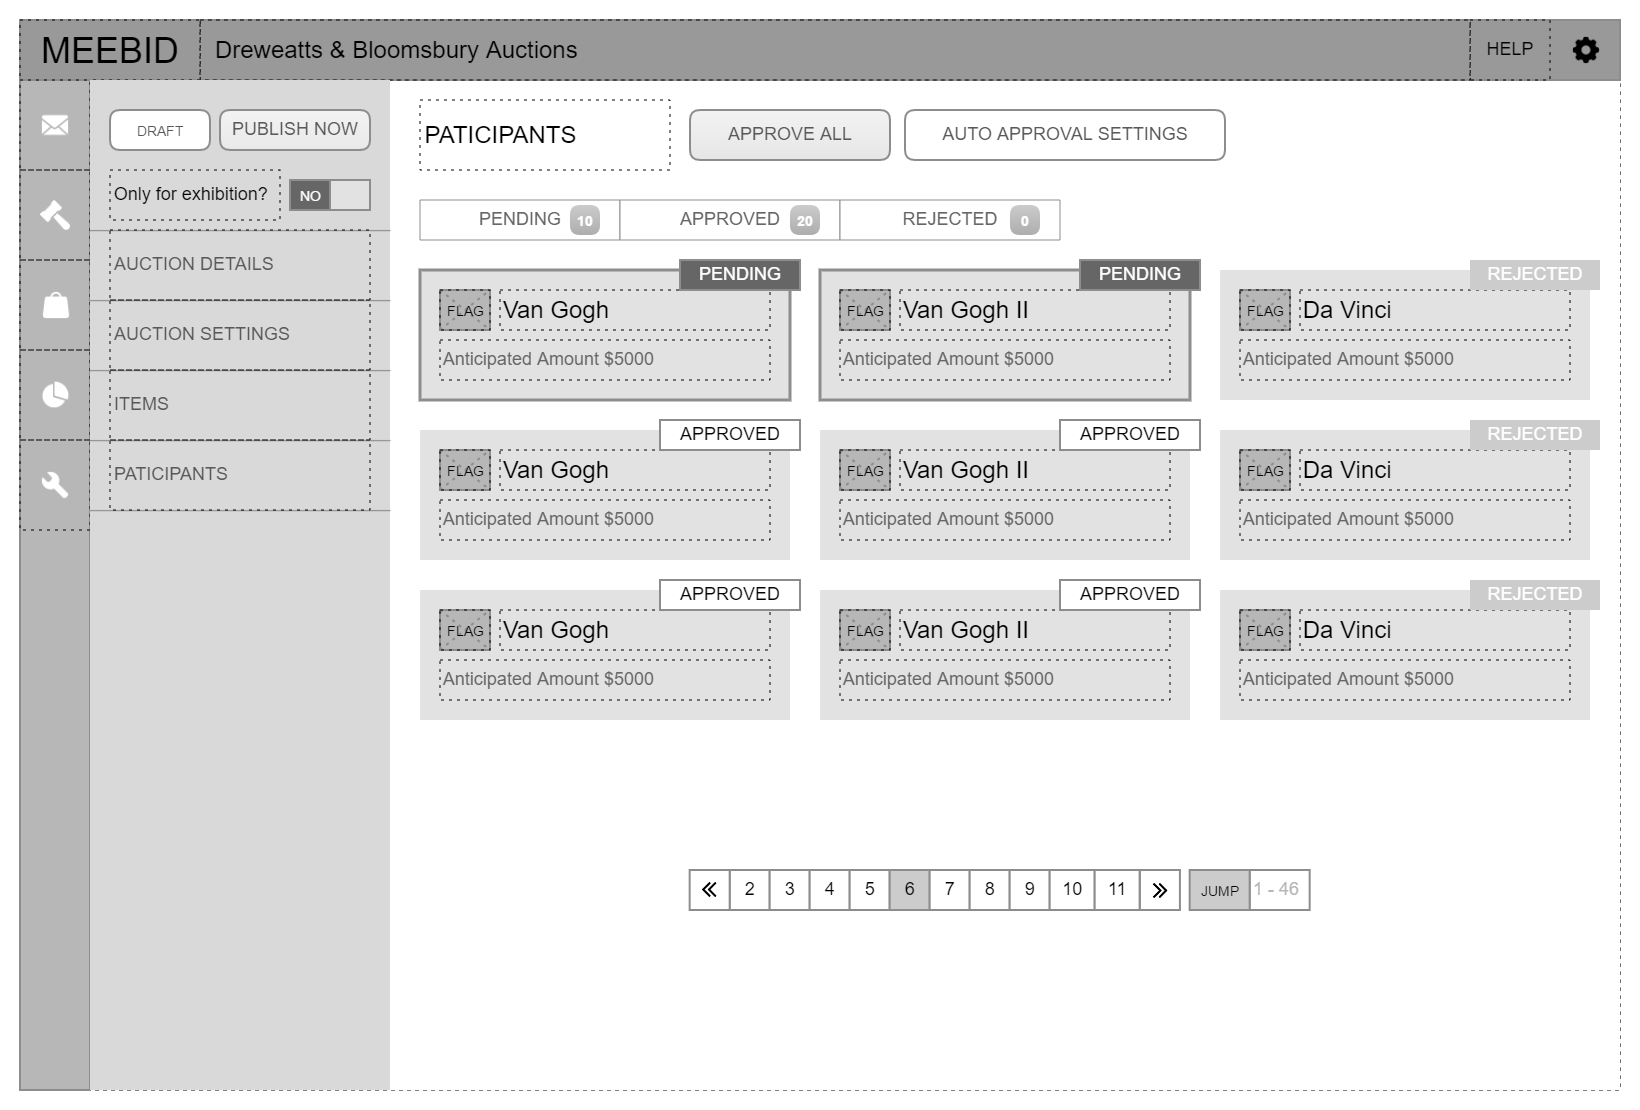 MEEBID
Dreweatts & Bloomsbury Auctions
HELP
DRAFT
PUBLISH NOW
Only for exhibition?
NO
AUCTION DETAILS
AUCTION SETTINGS
ITEMS
PATICIPANTS
PATICIPANTS
APPROVE ALL
AUTO APPROVAL SETTINGS
PENDING 10
APPROVED 20
REJECTED 0
PENDING
FLAG
Van Gogh
Anticipated Amount $5000
PENDING
FLAG
Van Gogh II
Anticipated Amount $5000
REJECTED
FLAG
Da Vinci
Anticipated Amount $5000
APPROVED
FLAG
Van Gogh
Anticipated Amount $5000
APPROVED
FLAG
Van Gogh II
Anticipated Amount $5000
REJECTED
FLAG
Da Vinci
Anticipated Amount $5000
APPROVED
FLAG
Van Gogh
Anticipated Amount $5000
APPROVED
FLAG
Van Gogh II
Anticipated Amount $5000
REJECTED
FLAG
Da Vinci
Anticipated Amount $5000
2 3 4 5 6 7 8 9 10 11
JUMP 1 - 46